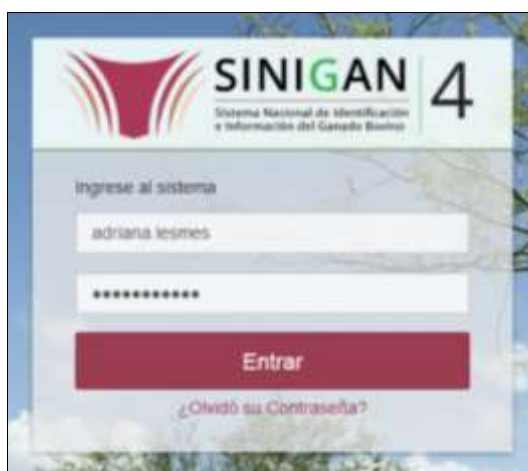 SINIGAN 4
Sistema Nacional de Identificación
e Información del Ganado Bovino
Ingrese al sistema
adriana.lesmes
•••••••••••
Entrar
¿Olvidó su Contraseña?